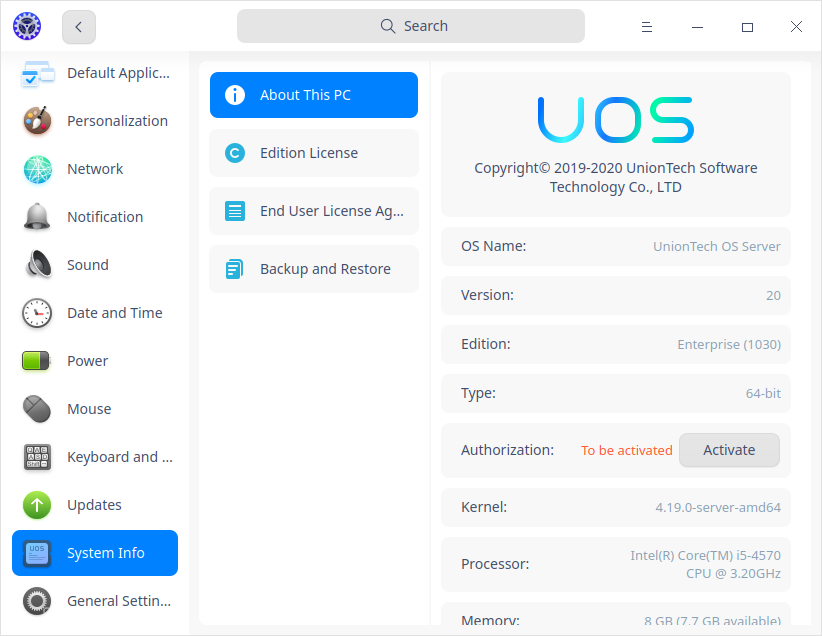 Search
Default Applic...
Personalization
Network
Notification
Sound
Date and Time
Power
Mouse
Keyboard and ...
Updates
UOS
System Info
General Settin...
About This PC
Edition License
End User License Ag...
Backup and Restore
UOS
Copyright© 2019-2020 UnionTech Software
Technology Co., LTD
OS Name: UnionTech OS Server
Version: 20
Edition: Enterprise (1030)
Type: 64-bit
Authorization: To be activated Activate
Kernel: 4.19.0-server-amd64
Processor: Intel(R) Core(TM) i5-4570
CPU @ 3.20GHz
Memory: 8 GB (7.7 GB available)